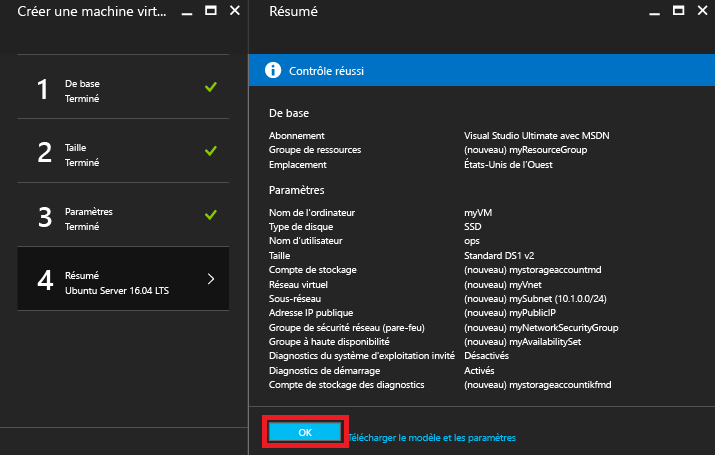 Créer une machine virt...
1
De base
Terminé
2
Taille
Terminé
3
Paramètres
Terminé
4
Résumé
Ubuntu Server 16.04 LTS
Résumé
Contrôle réussi
De base
Abonnement Visual Studio Ultimate avec MSDN
Groupe de ressources (nouveau) myResourceGroup
Emplacement États-Unis de l'Ouest
Paramètres
Nom de l'ordinateur myVM
Type de disque SSD
Nom d'utilisateur ops
Taille Standard DS1 v2
Compte de stockage (nouveau) mystorageaccountmd
Réseau virtuel (nouveau) myVnet
Sous-réseau (nouveau) mySubnet (10.1.0.0/24)
Adresse IP publique (nouveau) myPublicIP
Groupe de sécurité réseau (pare-feu) (nouveau) myNetworkSecurityGroup
Groupe à haute disponibilité (nouveau) myAvailabilitySet
Diagnostics du système d'exploitation invité Désactivés
Diagnostics de démarrage Activés
Compte de stockage des diagnostics (nouveau) mystorageaccountikfmd
OK
Télécharger le modèle et les paramètres